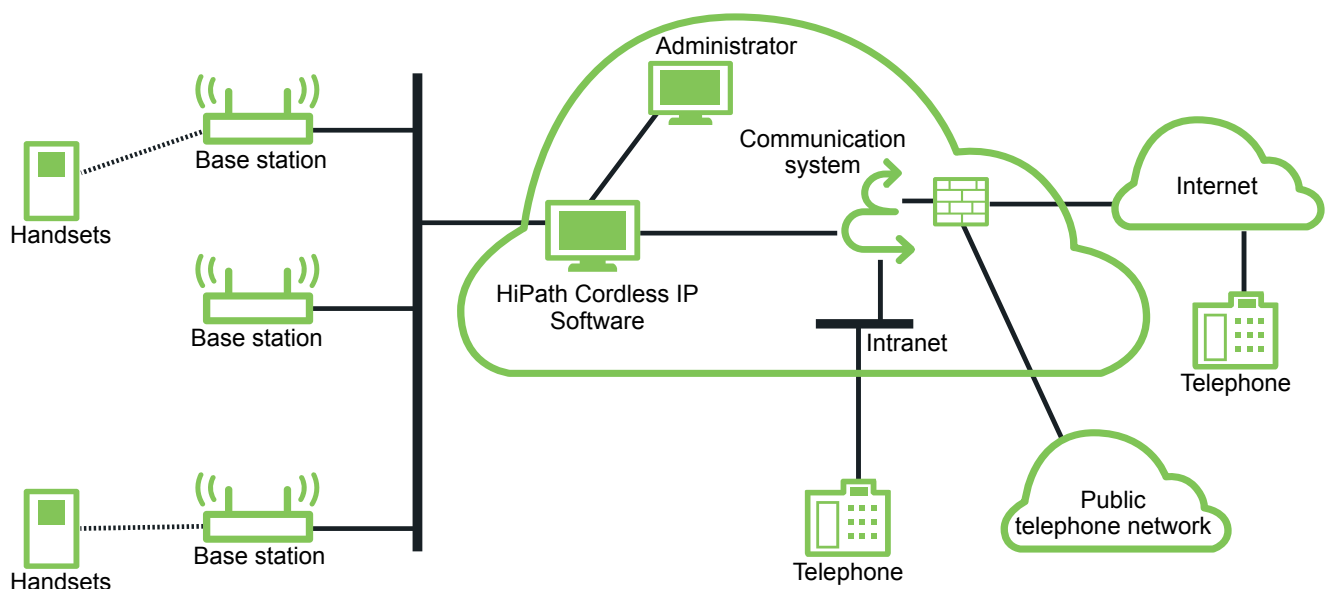 Administrator
Base station
Communication
system
Internet
Handsets
HiPath Cordless IP
Software
Base station
Intranet
Telephone
Public
telephone network
Base station
Handsets
Telephone